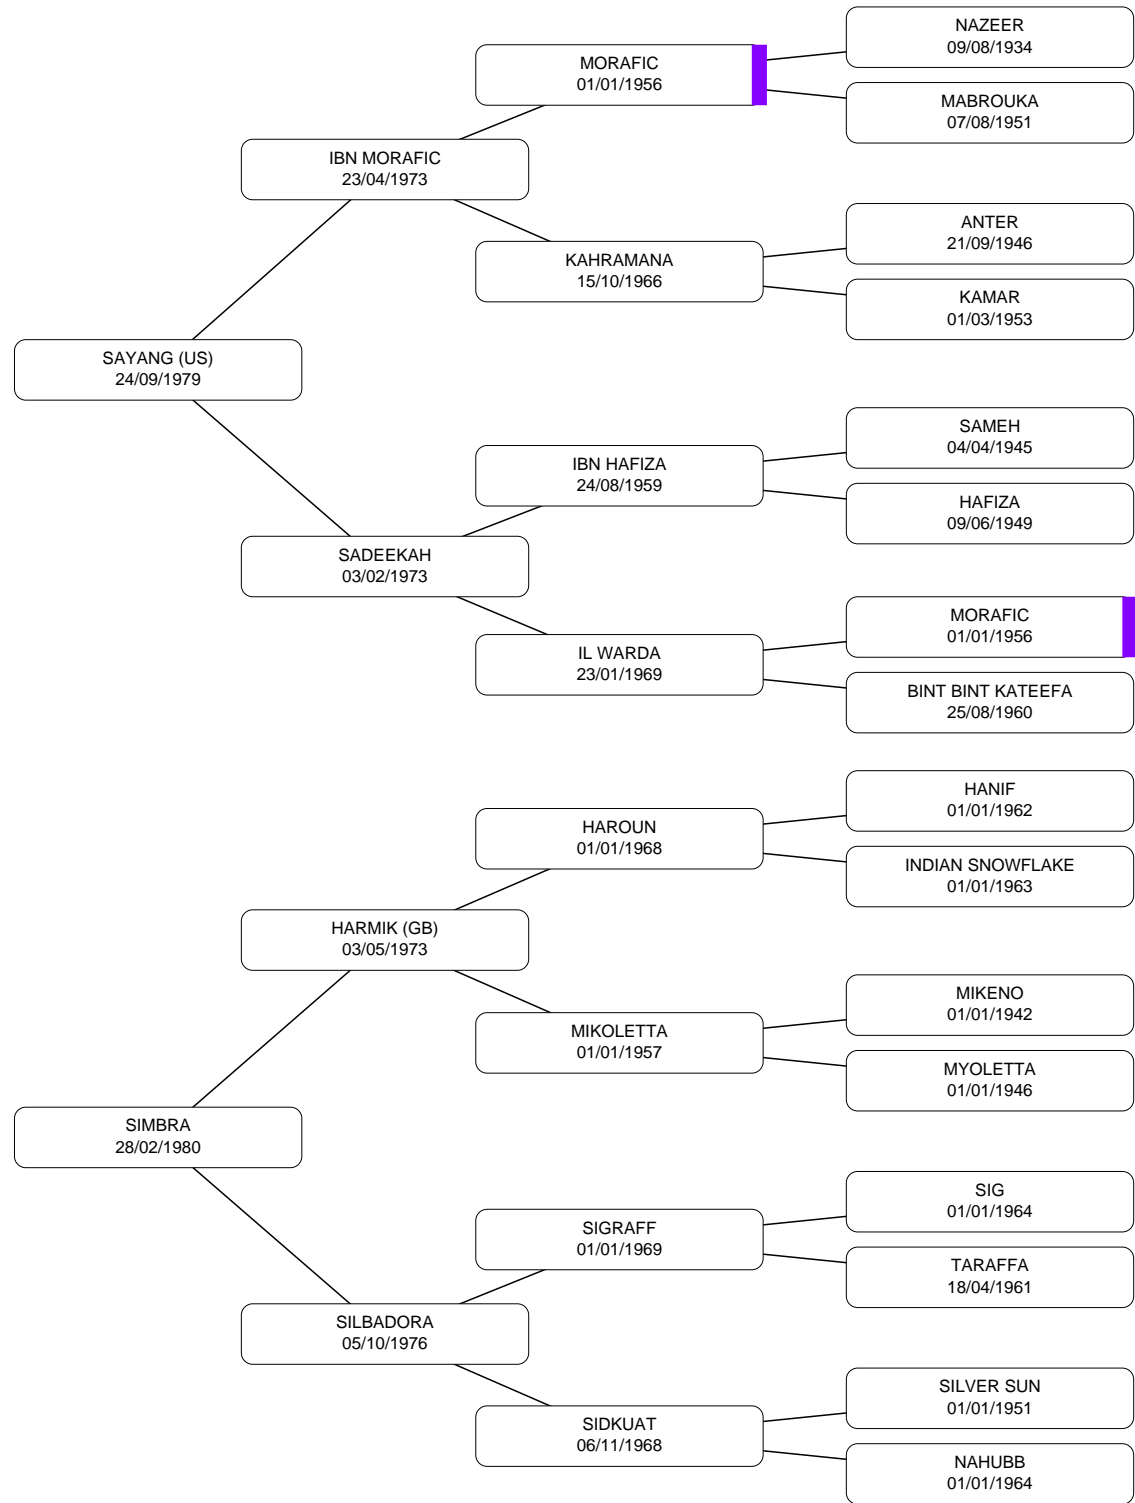 NAZEER
09/08/1934
MORAFIC
01/01/1956
MABROUKA
07/08/1951
IBN MORAFIC
23/04/1973
ANTER
21/09/1946
KAHRAMANA
15/10/1966
KAMAR
01/03/1953
SAYANG (US)
24/09/1979
SAMEH
04/04/1945
IBN HAFIZA
24/08/1959
HAFIZA
09/06/1949
SADEEKAH
03/02/1973
MORAFIC
01/01/1956
IL WARDA
23/01/1969
BINT BINT KATEEFA
25/08/1960
HANIF
01/01/1962
HAROUN
01/01/1968
INDIAN SNOWFLAKE
01/01/1963
HARMIK (GB)
03/05/1973
MIKENO
01/01/1942
MIKOLETTA
01/01/1957
MYOLETTA
01/01/1946
SIMBRA
28/02/1980
SIG
01/01/1964
SIGRAFF
01/01/1969
TARAFFA
18/04/1961
SILBADORA
05/10/1976
SILVER SUN
01/01/1951
SIDKUAT
06/11/1968
NAHUBB
01/01/1964